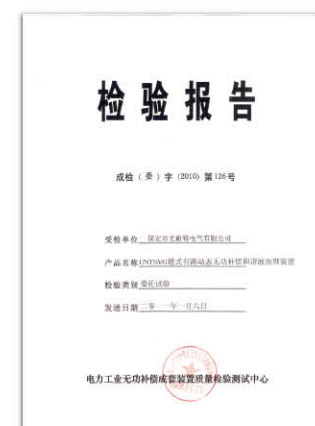 检验报告
成检（委）字（2010）第126号
受检单位 保定市尤耐特电气有限公司
产品名称 UNTSVG链式有源动态无功补偿和谐波治理装置
检验类别 委托试验
发送日期 二零一一年一月六日
电力工业无功补偿成套装置质量检验测试中心